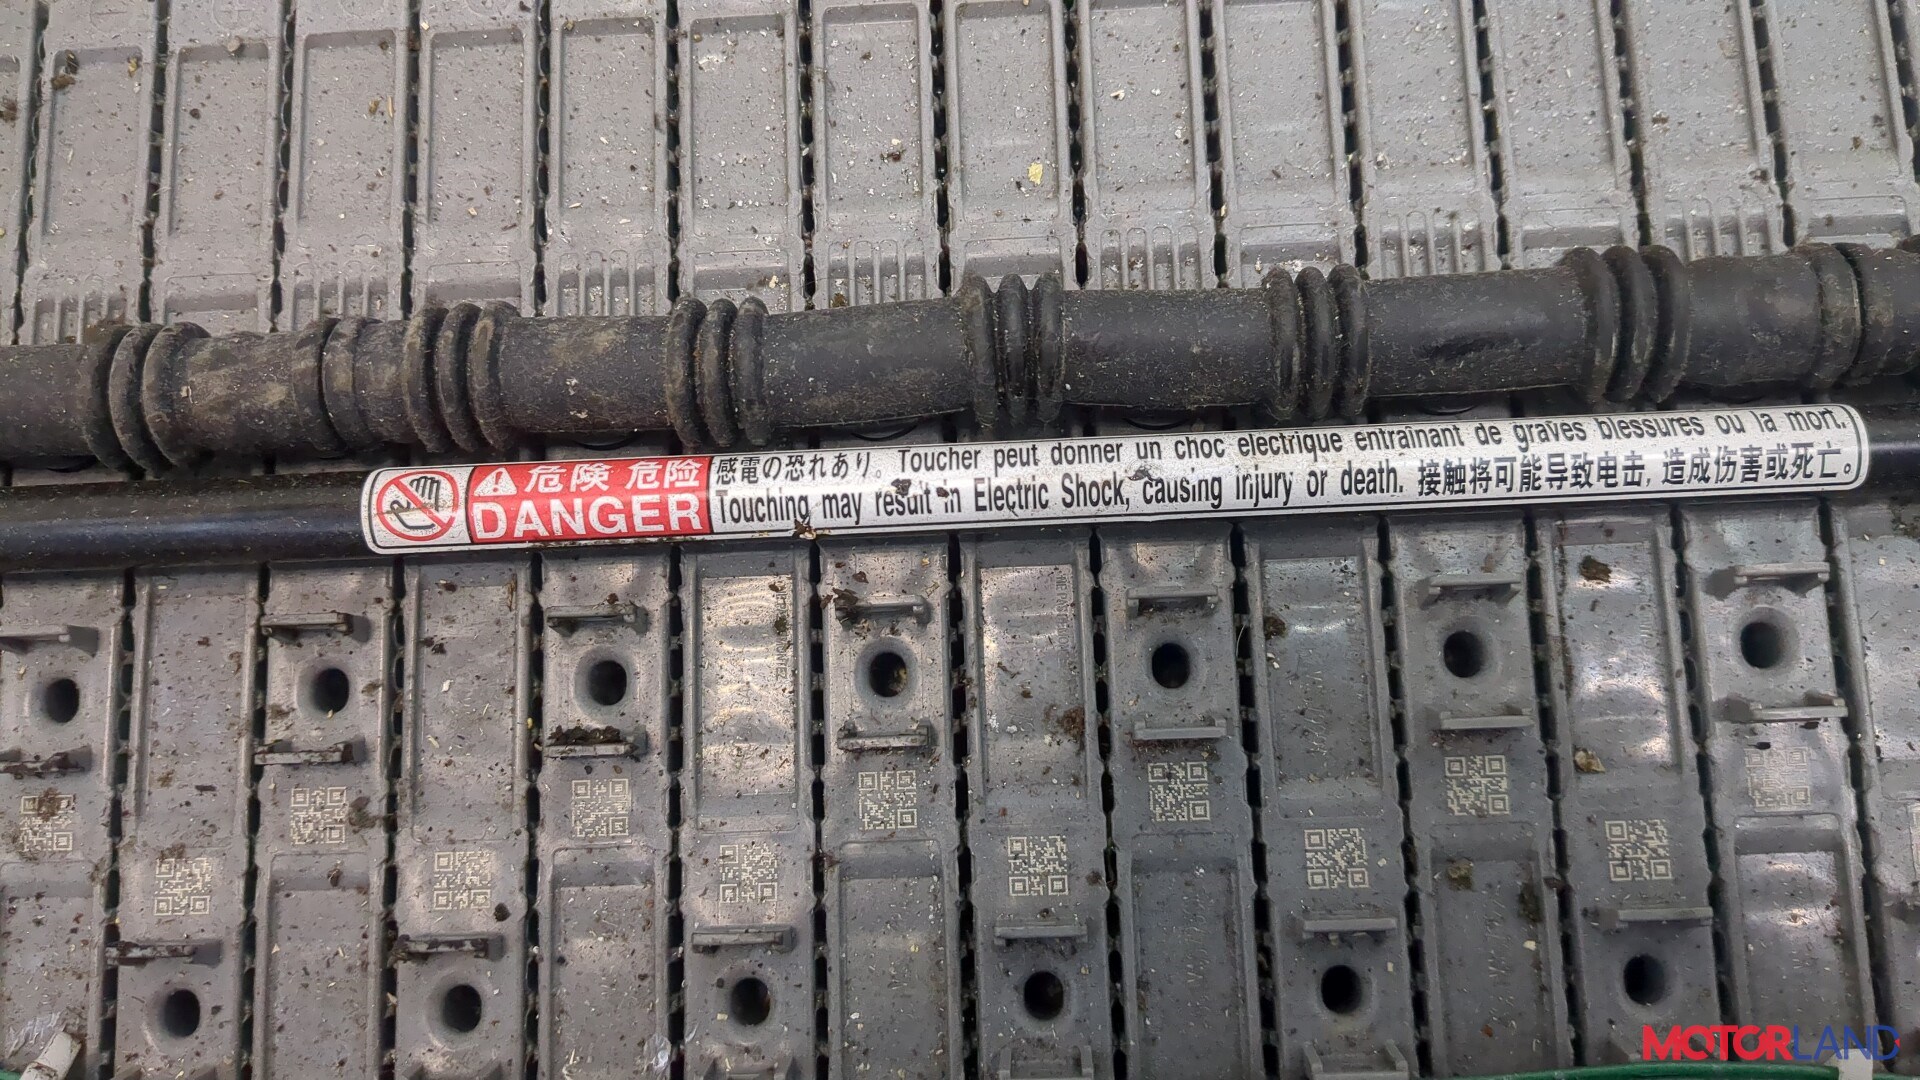 危険 危险
DANGER
感電の恐れあり。 Toucher peut donner un choc electrique entraînant de graves blessures ou la mort.
Touching may result in Electric Shock, causing injury or death. 接触将可能导致电击, 造成伤害或死亡。
MOTORLAND